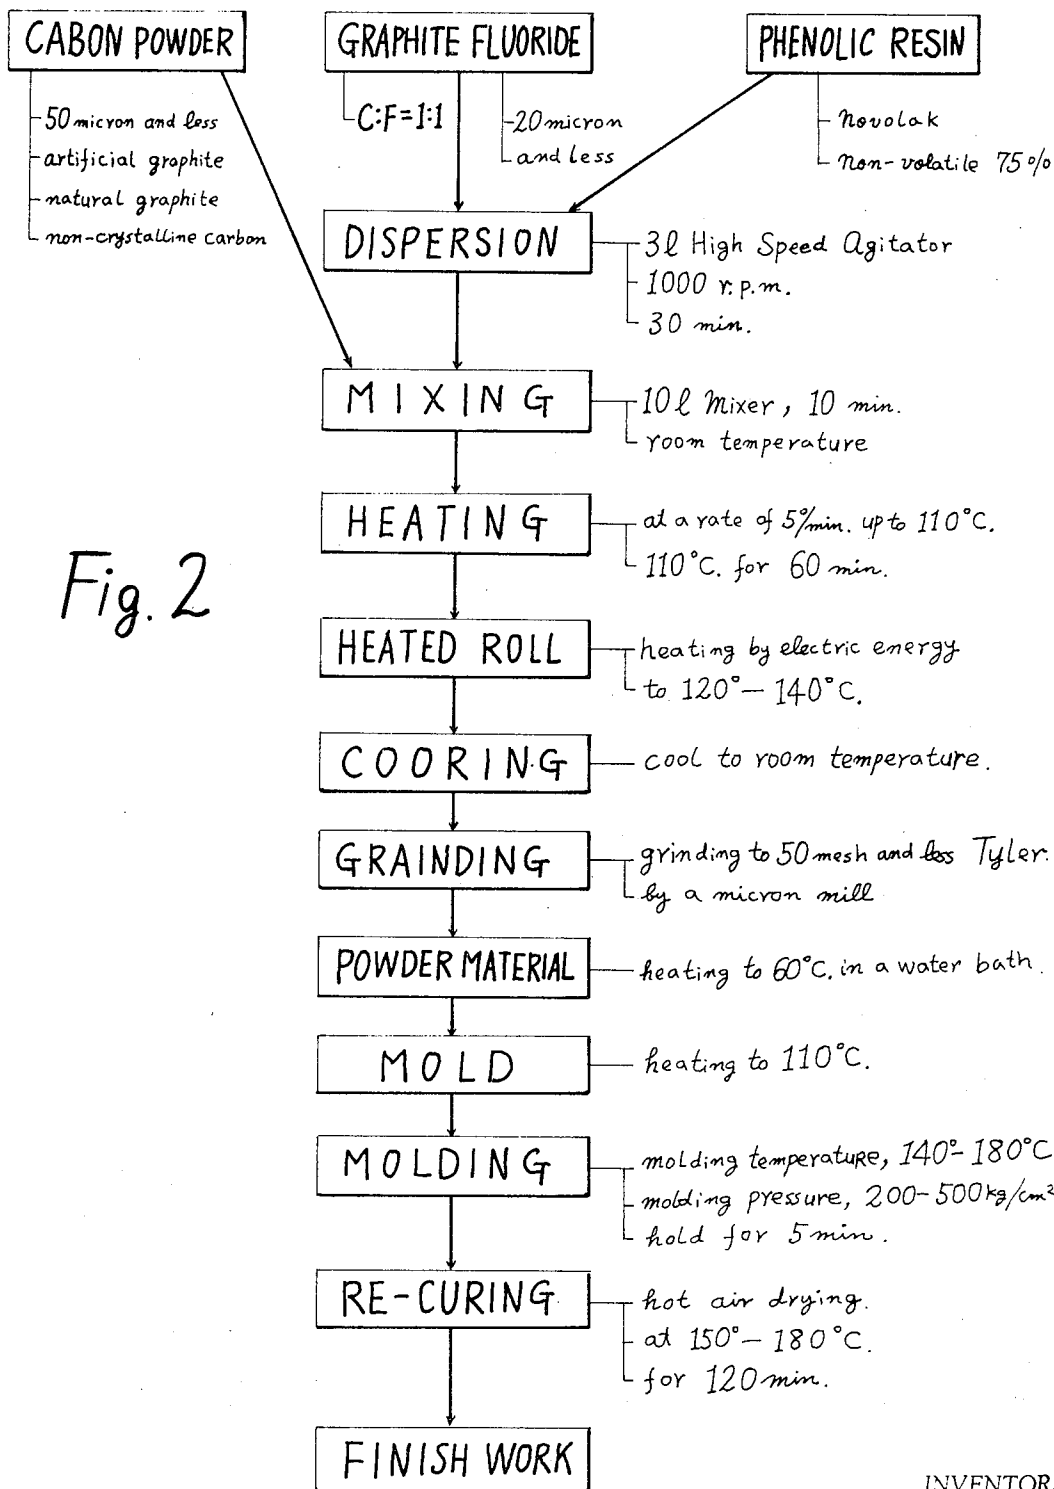 CABON POWDER
50 micron and less
artificial graphite
natural graphite
non-crystalline carbon
GRAPHITE FLUORIDE
C:F=1:1
20 micron
and less
PHENOLIC RESIN
novolak
non-volatile 75%
DISPERSION
3l High Speed Agitator
1000 r.p.m.
30 min.
MIXING
10 l Mixer, 10 min.
room temperature
HEATING
at a rate of 5°/min. up to 110°C.
110°C. for 60 min.
Fig. 2
HEATED ROLL
heating by electric energy
to 120°-140°C.
COORING
cool to room temperature.
GRAINDING
grinding to 50 mesh and less Tyler.
by a micron mill
POWDER MATERIAL
heating to 60°C. in a water bath.
MOLD
heating to 110°C.
MOLDING
molding temperature, 140°-180°C
molding pressure, 200-500 kg/cm²
hold for 5 min.
RE-CURING
hot air drying.
at 150°-180°C.
for 120 min.
FINISH WORK
INVENTOR.